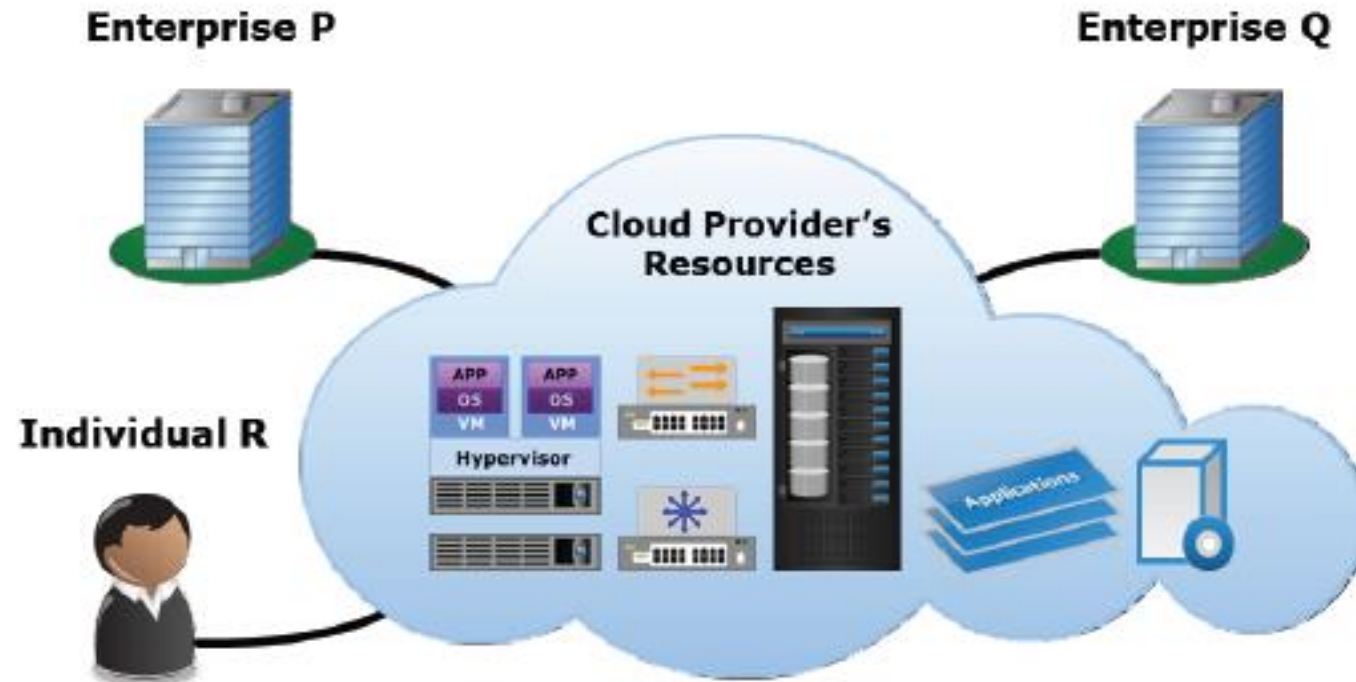 Enterprise P
Enterprise Q
Cloud Provider's
Resources
APP
OS
VM
APP
OS
VM
Hypervisor
Applications
Individual R